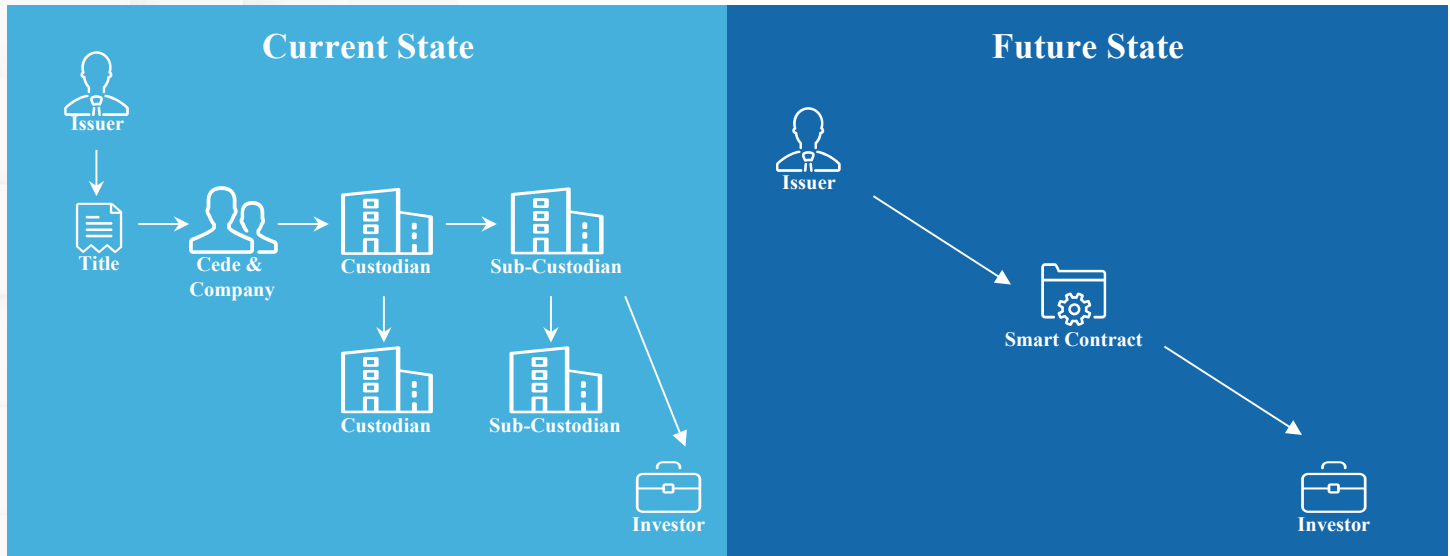 Current State
Issuer
Title
Cede &
Company
Custodian
Sub-Custodian
Custodian
Sub-Custodian
Investor
Future State
Issuer
Smart Contract
Investor